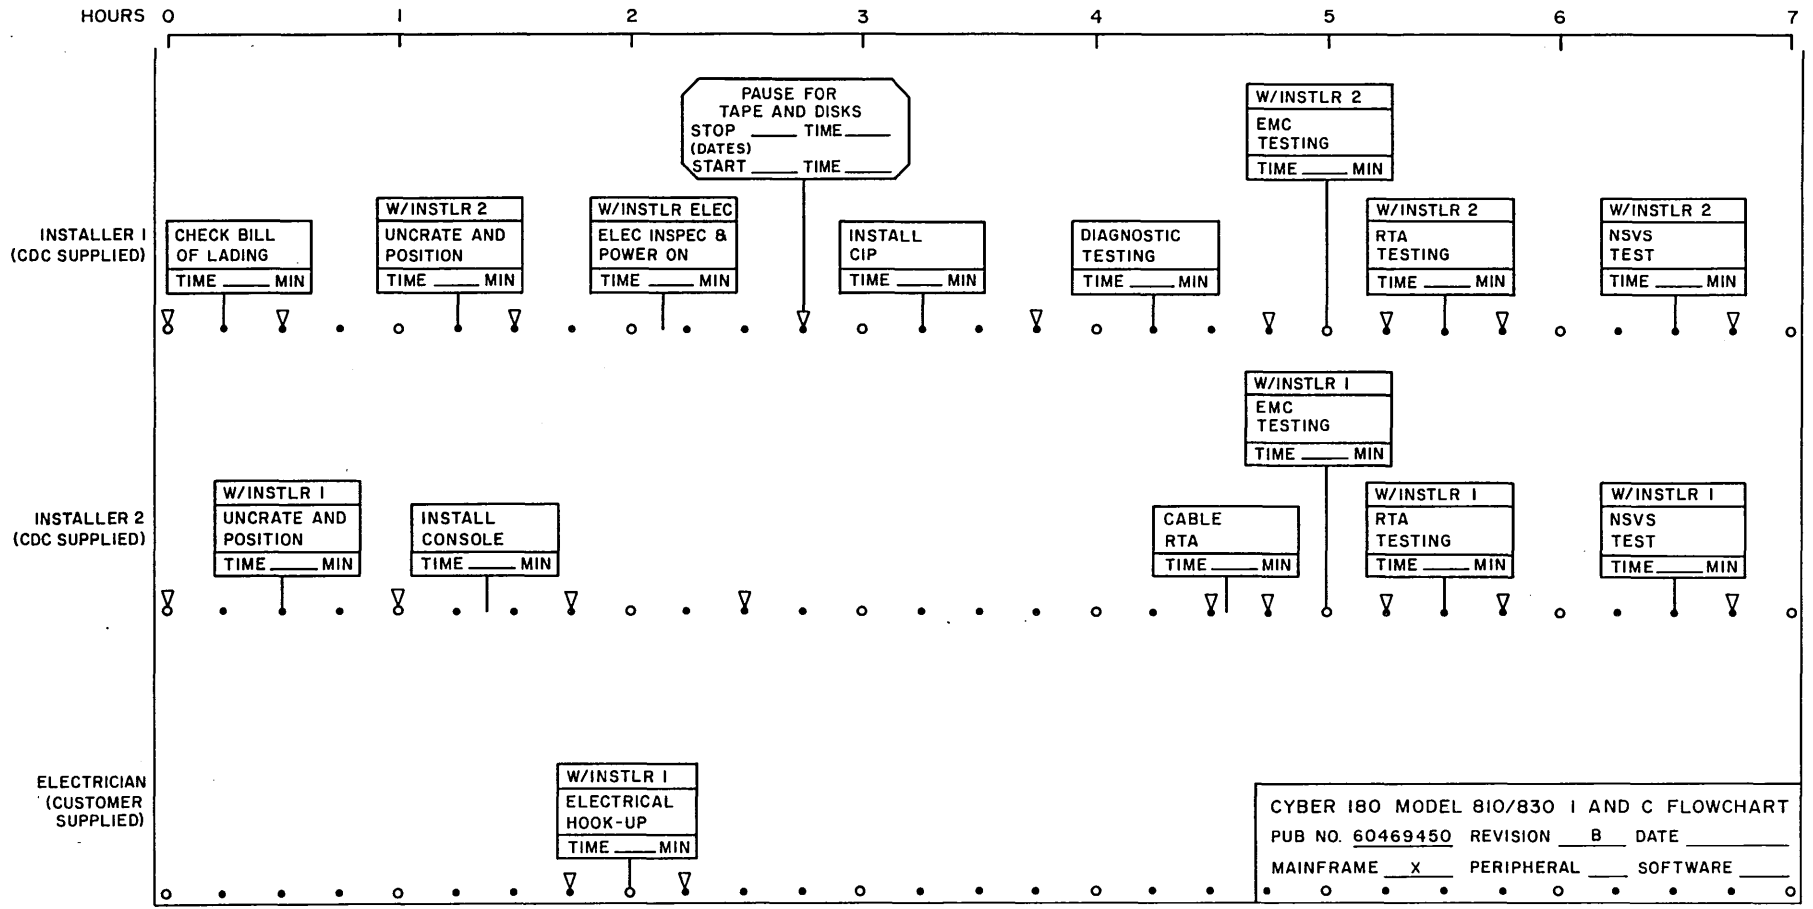 HOURS 0 1 2 3 4 5 6 7
PAUSE FOR
TAPE AND DISKS
STOP ____ TIME ____
(DATES)
START ____ TIME ____
W/INSTLR 2
EMC
TESTING
TIME ____ MIN
INSTALLER 1
(CDC SUPPLIED)
CHECK BILL
OF LADING
TIME ____ MIN
W/INSTLR 2
UNCRATE AND
POSITION
TIME ____ MIN
W/INSTLR ELEC
ELEC INSPEC &
POWER ON
TIME ____ MIN
INSTALL
CIP
TIME ____ MIN
DIAGNOSTIC
TESTING
TIME ____ MIN
W/INSTLR 2
RTA
TESTING
TIME ____ MIN
W/INSTLR 2
NSVS
TEST
TIME ____ MIN
W/INSTLR 1
EMC
TESTING
TIME ____ MIN
INSTALLER 2
(CDC SUPPLIED)
W/INSTLR 1
UNCRATE AND
POSITION
TIME ____ MIN
INSTALL
CONSOLE
TIME ____ MIN
CABLE
RTA
TIME ____ MIN
W/INSTLR 1
RTA
TESTING
TIME ____ MIN
W/INSTLR 1
NSVS
TEST
TIME ____ MIN
ELECTRICIAN
(CUSTOMER
SUPPLIED)
W/INSTLR 1
ELECTRICAL
HOOK-UP
TIME ____ MIN
CYBER 180 MODEL 810/830 I AND C FLOWCHART
PUB NO. 60469450 REVISION B DATE ____
MAINFRAME X PERIPHERAL ____ SOFTWARE ____